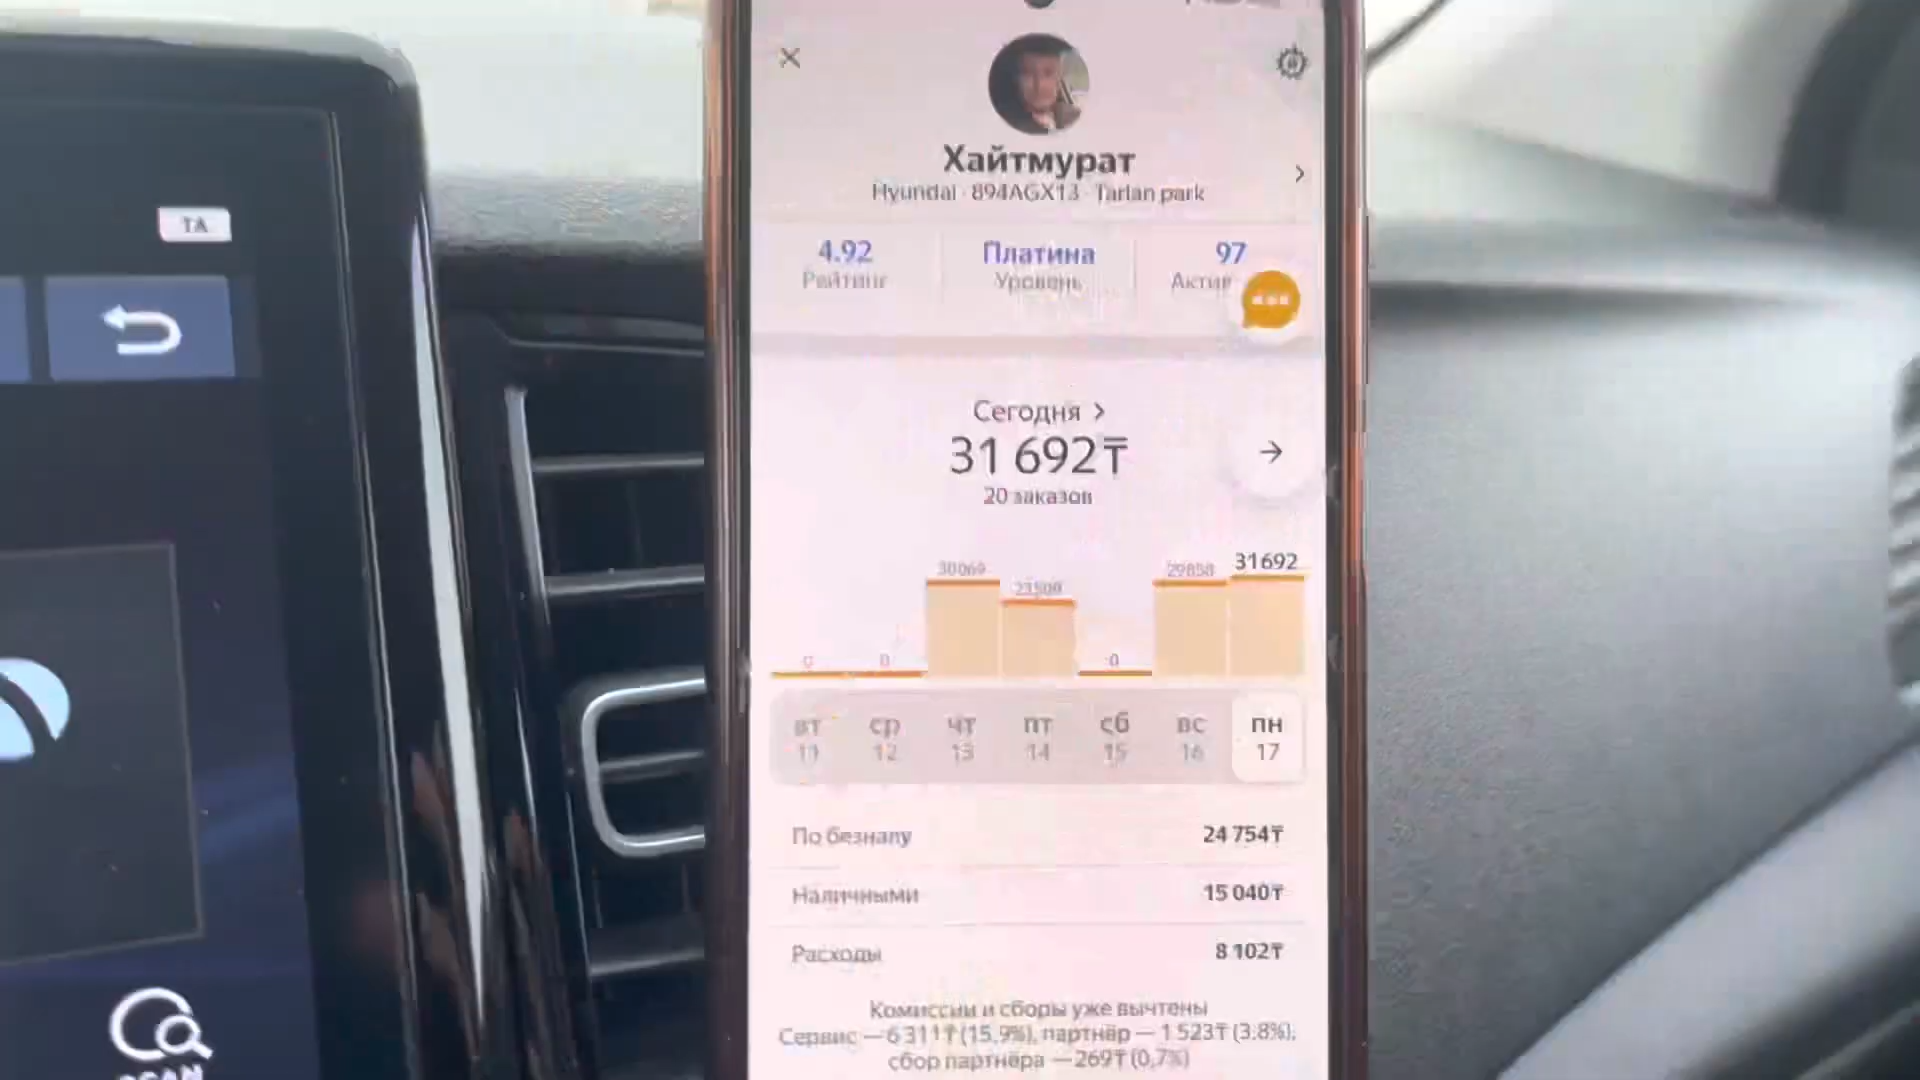 TA
Хайтмурат
Hyundai · 894AGX13 · Tarlan park
4.92
Рейтинг
Платина
Уровень
97
Актив
Сегодня >
31 692₸
20 заказов
0
0
30069
23509
0
29858
31692
вт
11
ср
12
чт
13
пт
14
сб
15
вс
16
пн
17
По безналу 24 754₸
Наличными 15 040₸
Расходы 8 102₸
Комиссии и сборы уже вычтены
Сервис — 6 311₸ (15.9%), партнёр — 1 523₸ (3.8%),
сбор партнёра — 269₸ (0,7%)